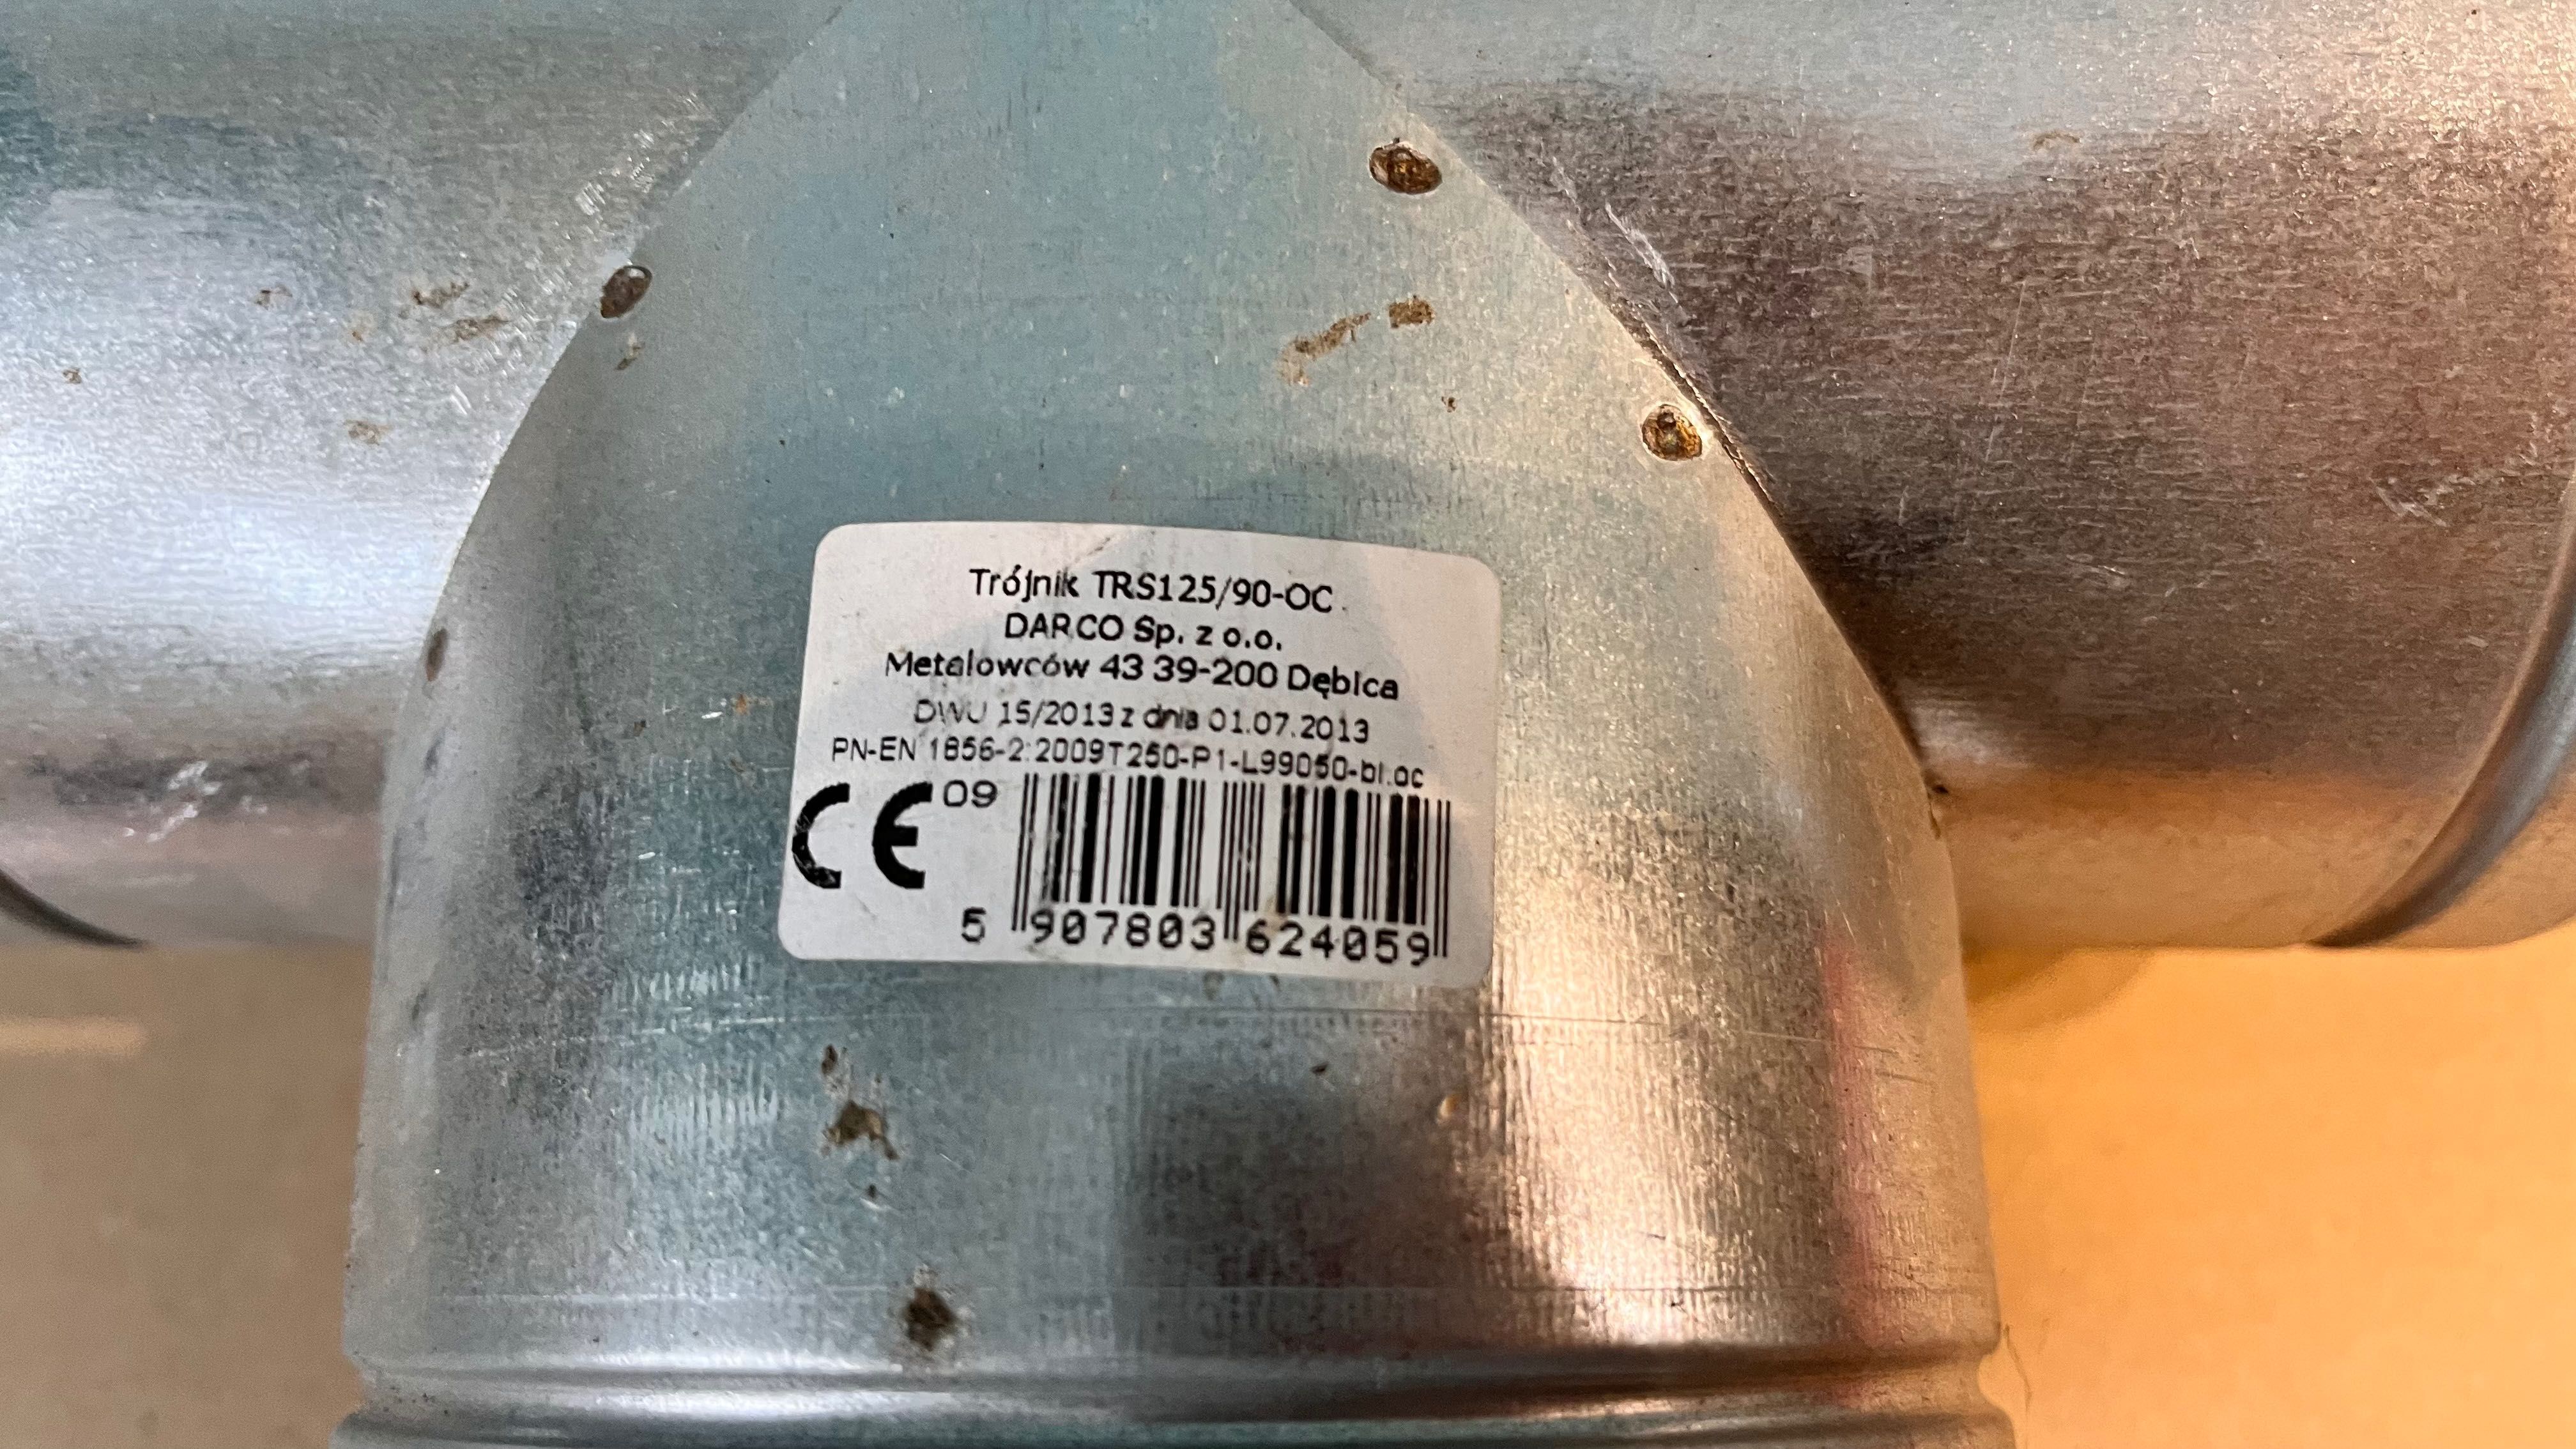 Trójnik TRS125/90-OC
DARCO Sp. z o.o.
Metalowców 43 39-200 Dębica
DWU 15/2013 z dnia 01.07.2013
PN-EN 1856-2:2009T250-P1-L99050-bl.oc
CE 09
5 907803 624059